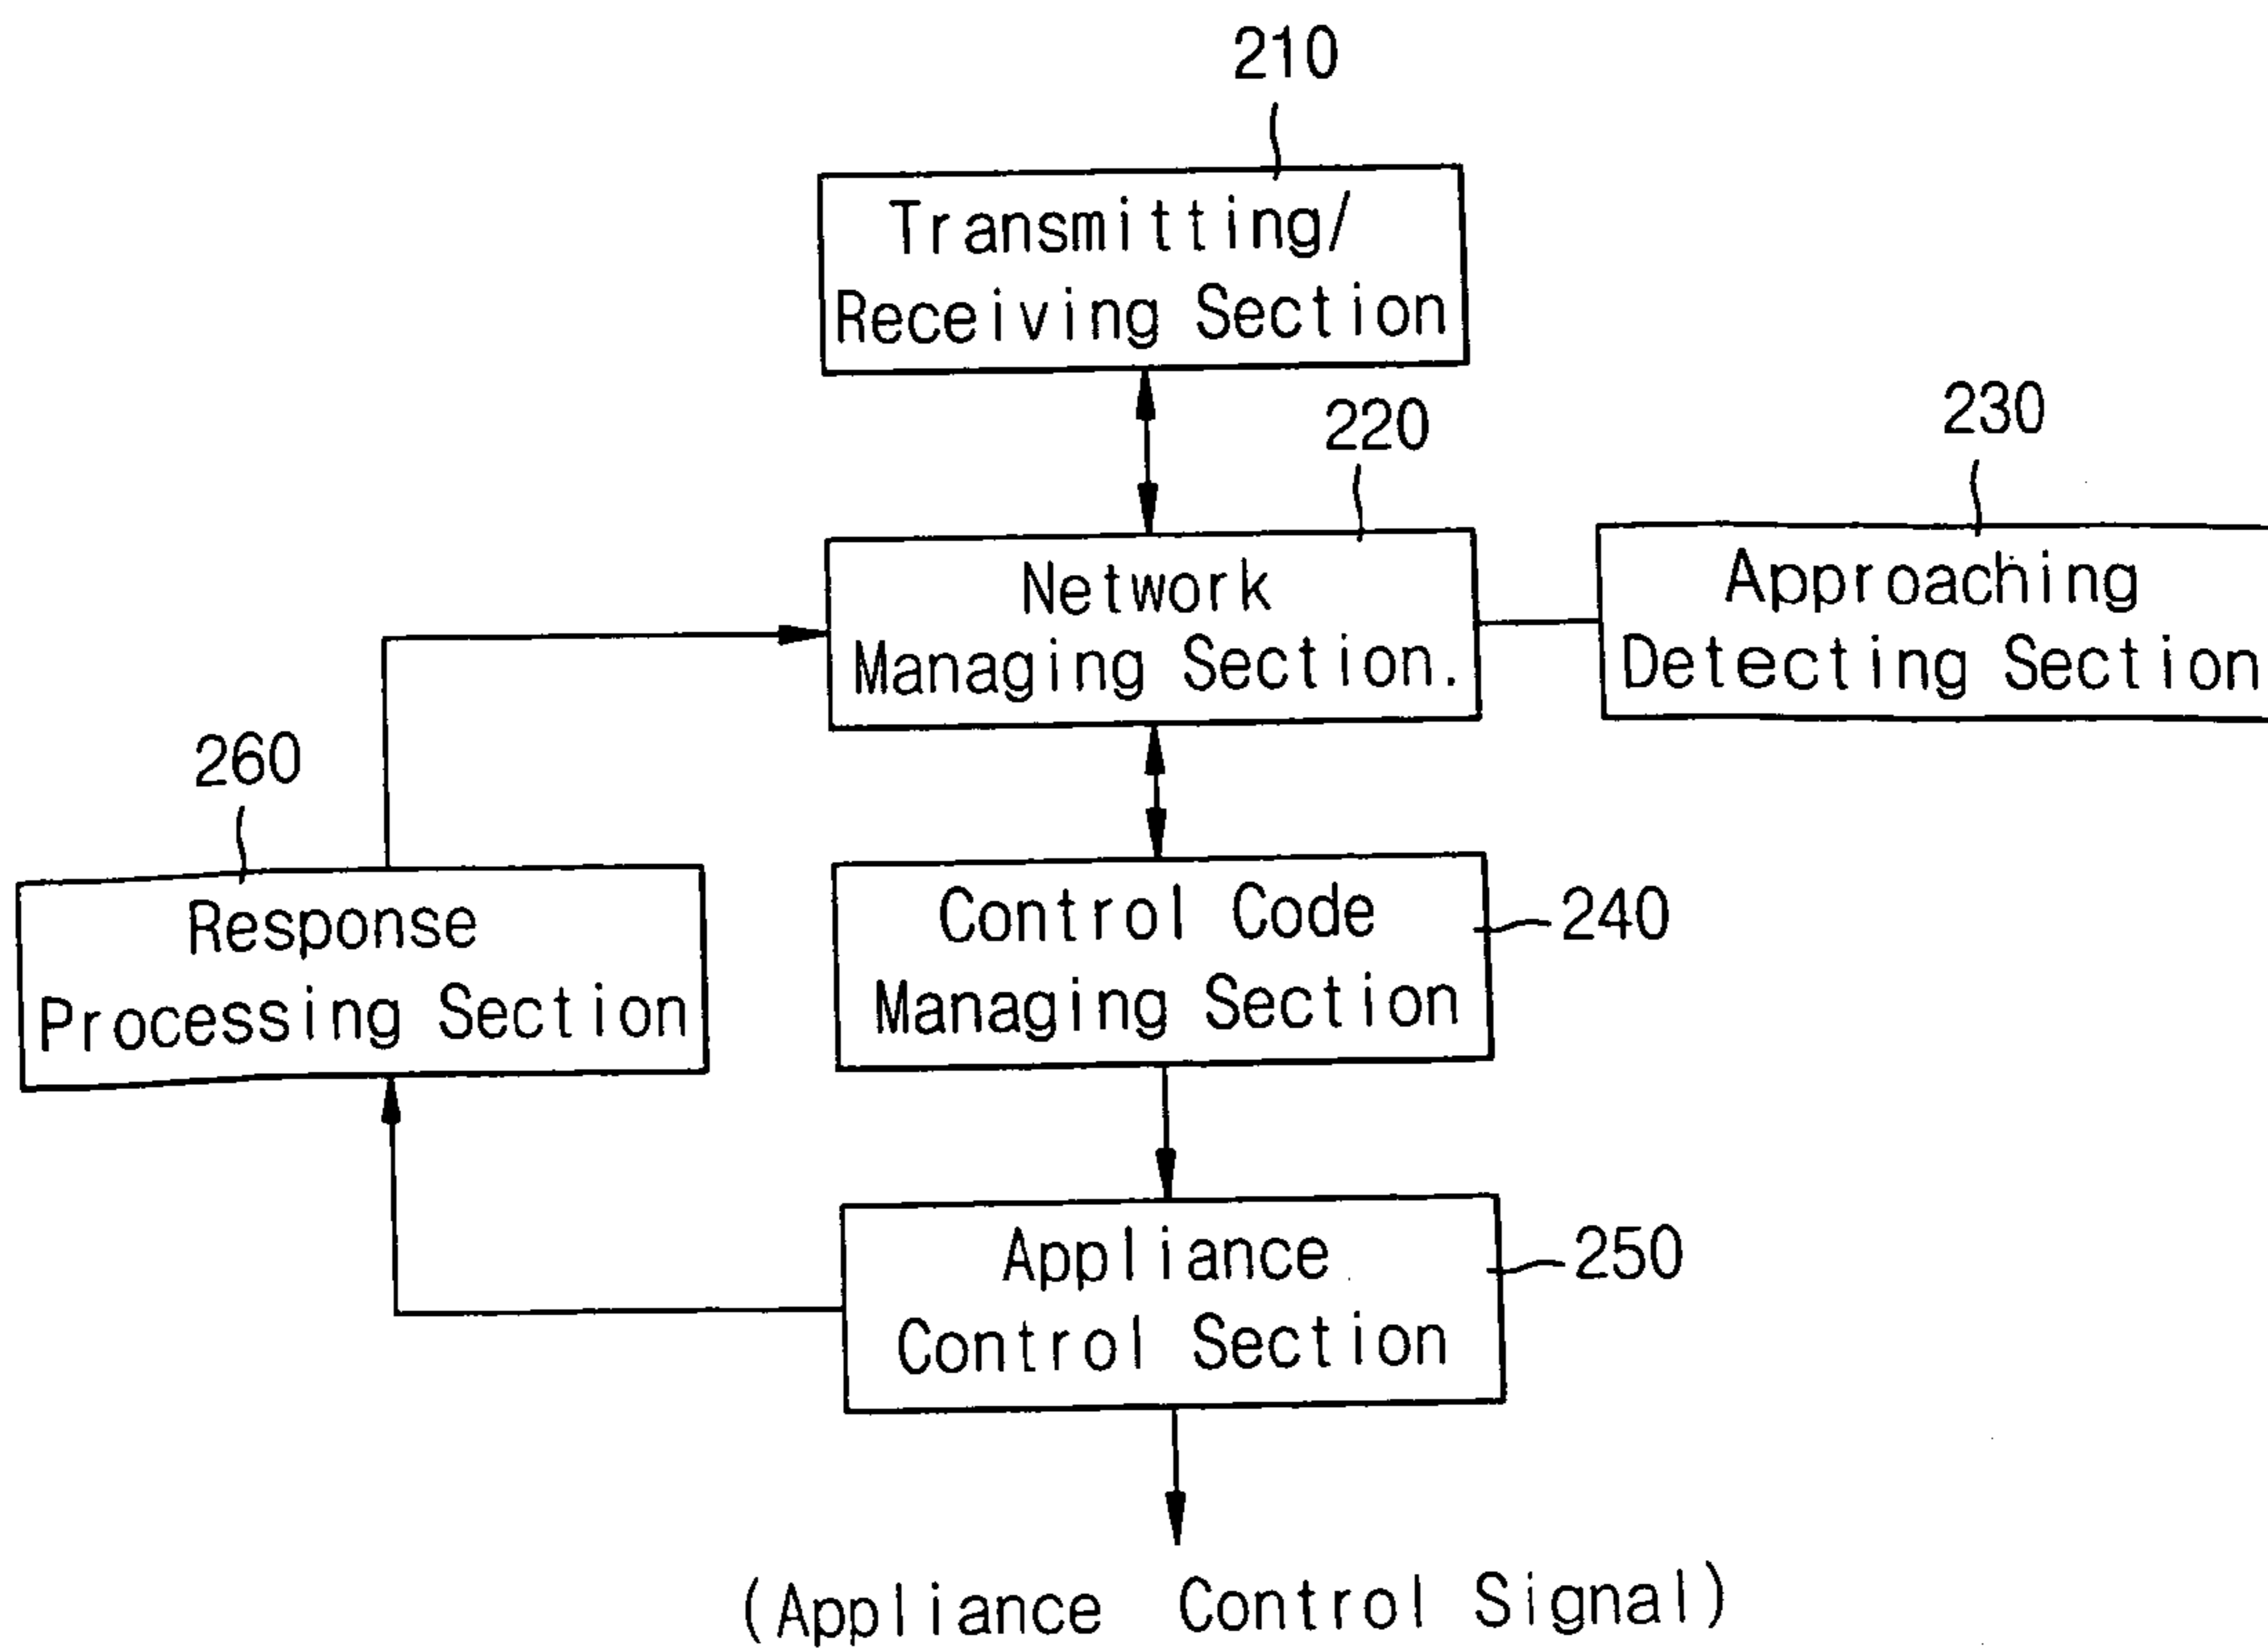 210
Transmitting/
Receiving Section
220
230
Network
Managing Section.
Approaching
Detecting Section
260
Response
Processing Section
Control Code
Managing Section
240
Appliance
Control Section
250
(Appliance Control Signal)